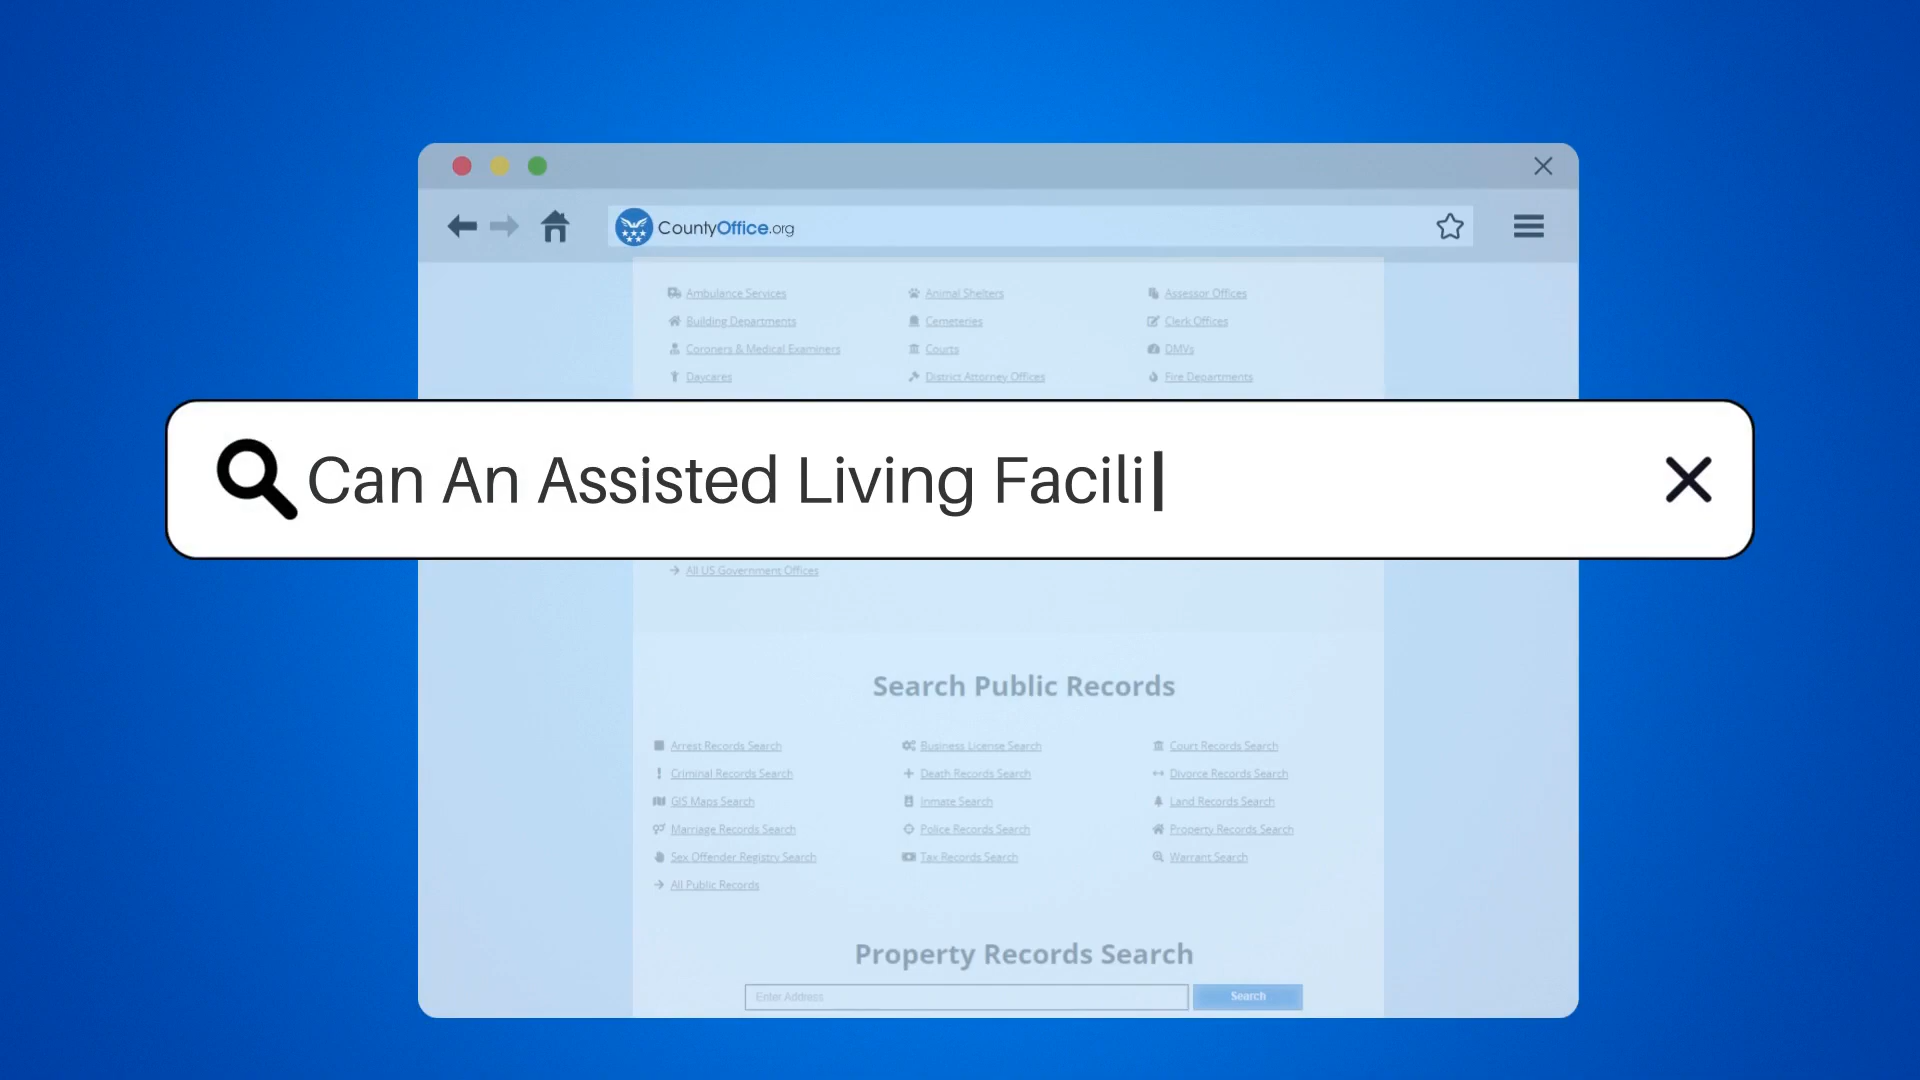 CountyOffice.org
Ambulance Services Animal Shelters Assessor Offices
Building Departments Cemeteries Clerk Offices
Coroners & Medical Examiners Courts DMVs
Daycares District Attorney Offices Fire Departments
Can An Assisted Living Facili
All US Government Offices
Search Public Records
Arrest Records Search Business License Search Court Records Search
Criminal Records Search Death Records Search Divorce Records Search
GIS Maps Search Inmate Search Land Records Search
Marriage Records Search Police Records Search Property Records Search
Sex Offender Registry Search Tax Records Search Warrant Search
All Public Records
Property Records Search
Enter Address Search